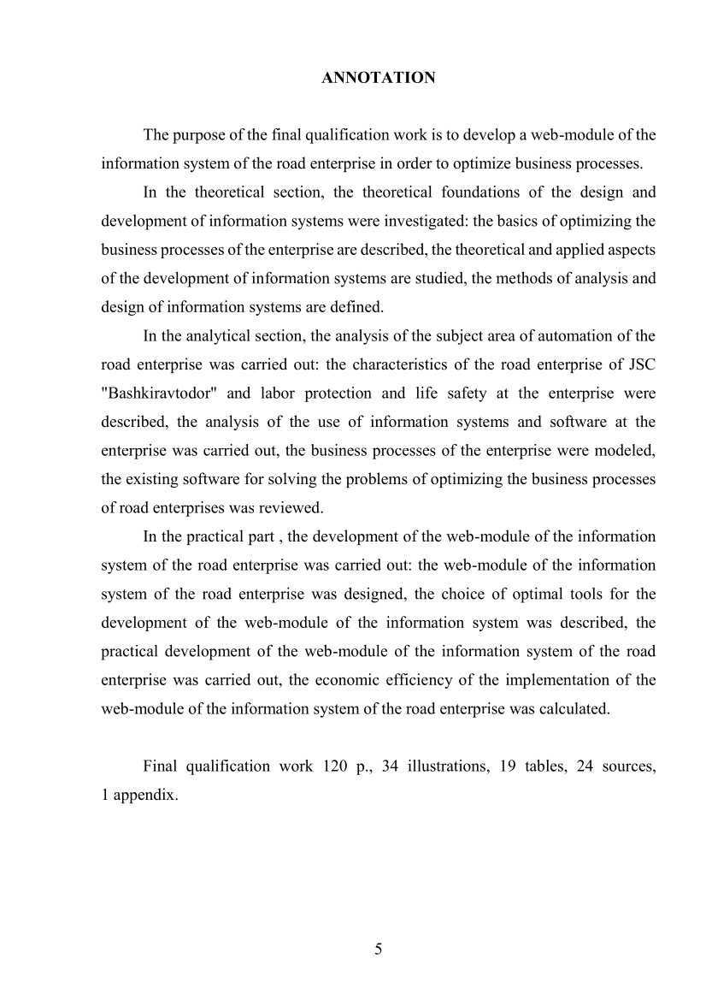 ANNOTATION
The purpose of the final qualification work is to develop a web-module of the
information system of the road enterprise in order to optimize business processes.
In the theoretical section, the theoretical foundations of the design and
development of information systems were investigated: the basics of optimizing the
business processes of the enterprise are described, the theoretical and applied aspects
of the development of information systems are studied, the methods of analysis and
design of information systems are defined.
In the analytical section, the analysis of the subject area of automation of the
road enterprise was carried out: the characteristics of the road enterprise of JSC
"Bashkiravtodor" and labor protection and life safety at the enterprise were
described, the analysis of the use of information systems and software at the
enterprise was carried out, the business processes of the enterprise were modeled,
the existing software for solving the problems of optimizing the business processes
of road enterprises was reviewed.
In the practical part , the development of the web-module of the information
system of the road enterprise was carried out: the web-module of the information
system of the road enterprise was designed, the choice of optimal tools for the
development of the web-module of the information system was described, the
practical development of the web-module of the information system of the road
enterprise was carried out, the economic efficiency of the implementation of the
web-module of the information system of the road enterprise was calculated.
Final qualification work 120 p., 34 illustrations, 19 tables, 24 sources,
1 appendix.
5